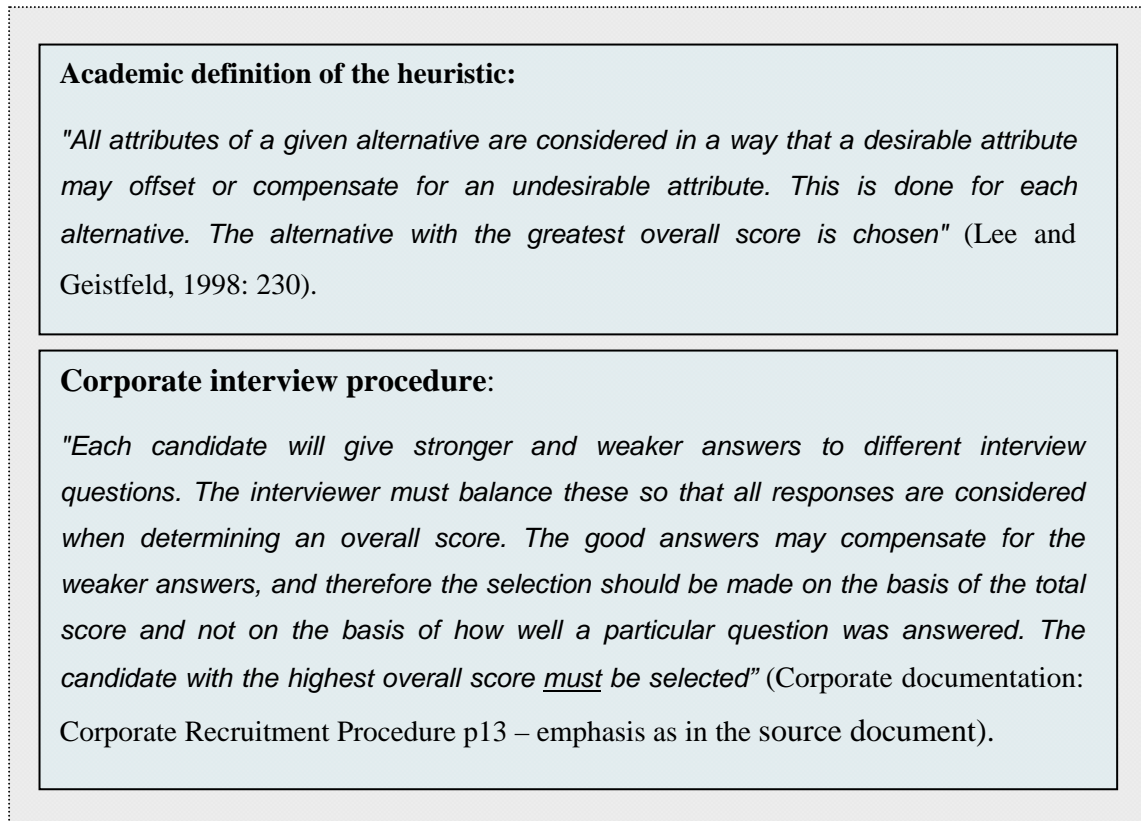 Academic definition of the heuristic:
"All attributes of a given alternative are considered in a way that a desirable attribute
may offset or compensate for an undesirable attribute. This is done for each
alternative. The alternative with the greatest overall score is chosen" (Lee and
Geistfeld, 1998: 230).
Corporate interview procedure:
"Each candidate will give stronger and weaker answers to different interview
questions. The interviewer must balance these so that all responses are considered
when determining an overall score. The good answers may compensate for the
weaker answers, and therefore the selection should be made on the basis of the total
score and not on the basis of how well a particular question was answered. The
candidate with the highest overall score must be selected” (Corporate documentation:
Corporate Recruitment Procedure p13 – emphasis as in the source document).